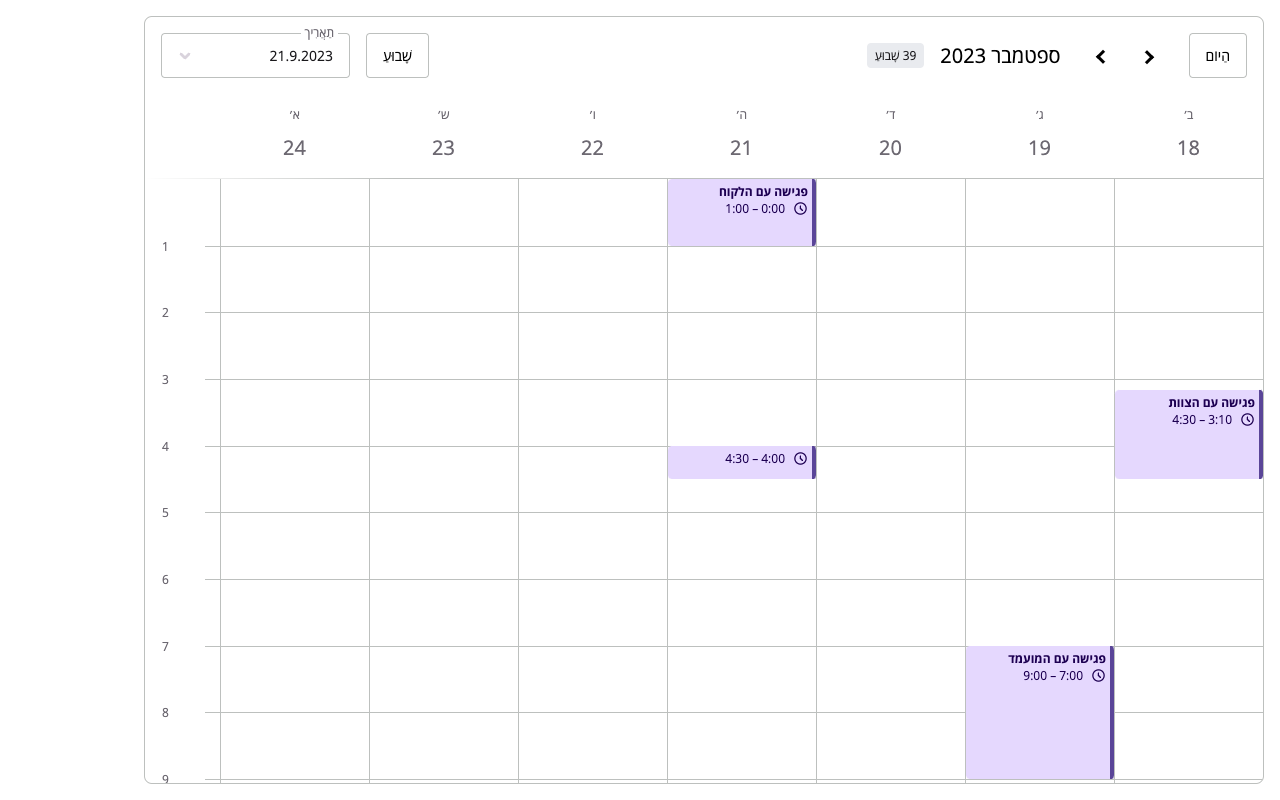 הַיוֹם
ספטמבר 2023
39 שָׁבוּעַ
שָׁבוּעַ
תַאֲרִיך
21.9.2023
ב׳
18
ג׳
19
ד׳
20
ה׳
21
ו׳
22
ש׳
23
א׳
24
1
2
3
4
5
6
7
8
9
פגישה עם הצוות
3:10 – 4:30
פגישה עם המועמד
7:00 – 9:00
פגישה עם הלקוח
0:00 – 1:00
4:00 – 4:30